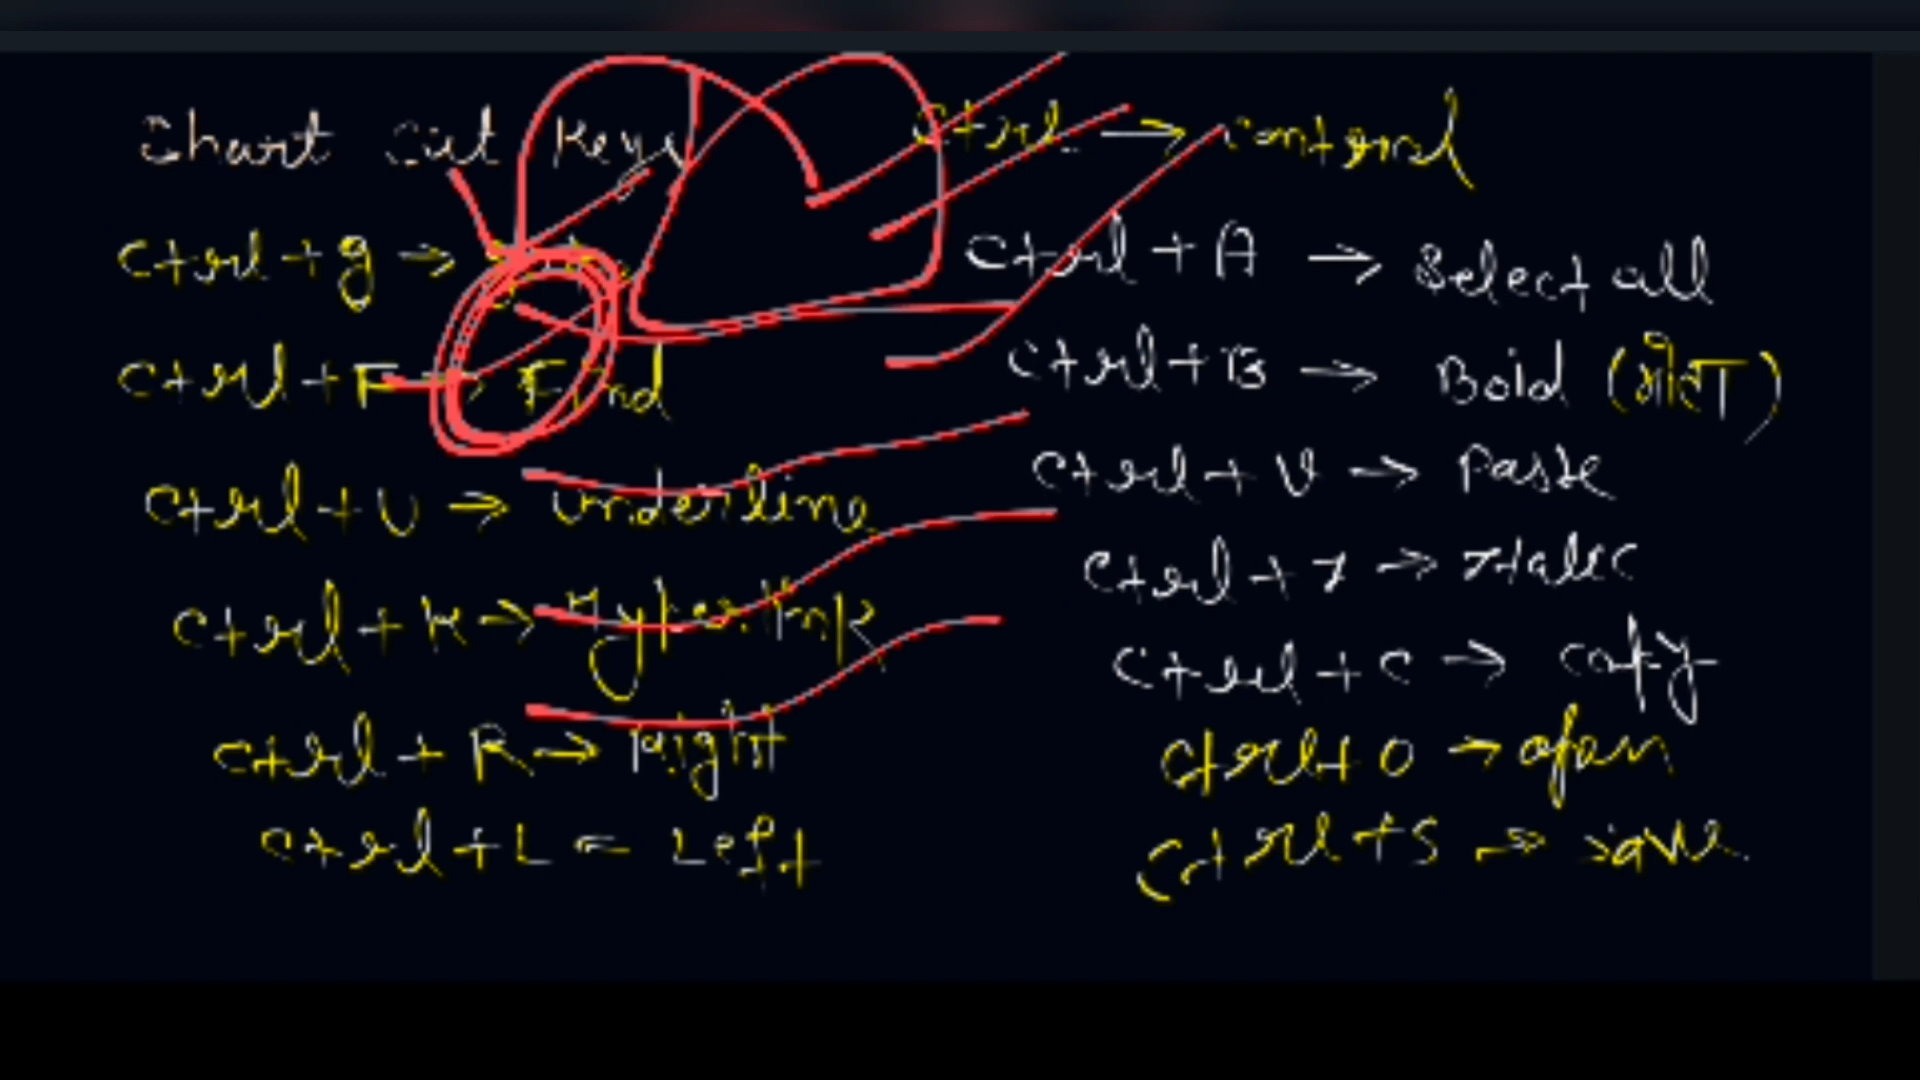 Short Cut Keys
Ctrl + g →
Ctrl + F → Find
Ctrl + U → Underline
Ctrl + K → Hyperlink
Ctrl + R → Right
Ctrl + L = Left
Ctrl → Control
Ctrl + A → Select all
Ctrl + B → Bold (मोटा)
Ctrl + V → Paste
Ctrl + I → Italic
Ctrl + C → Copy
Ctrl + O → Open
Ctrl + S → Save